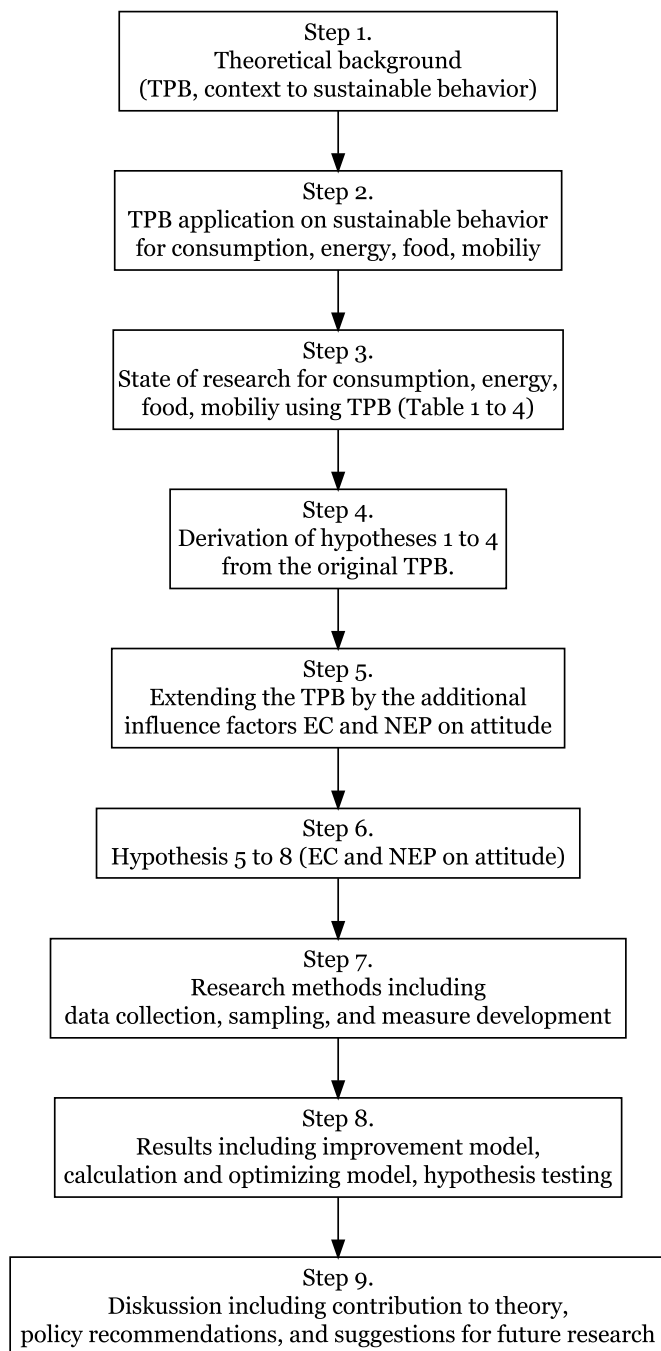 Step 1.
Theoretical background
(TPB, context to sustainable behavior)
Step 2.
TPB application on sustainable behavior
for consumption, energy, food, mobiliy
Step 3.
State of research for consumption, energy,
food, mobiliy using TPB (Table 1 to 4)
Step 4.
Derivation of hypotheses 1 to 4
from the original TPB.
Step 5.
Extending the TPB by the additional
influence factors EC and NEP on attitude
Step 6.
Hypothesis 5 to 8 (EC and NEP on attitude)
Step 7.
Research methods including
data collection, sampling, and measure development
Step 8.
Results including improvement model,
calculation and optimizing model, hypothesis testing
Step 9.
Diskussion including contribution to theory,
policy recommendations, and suggestions for future research